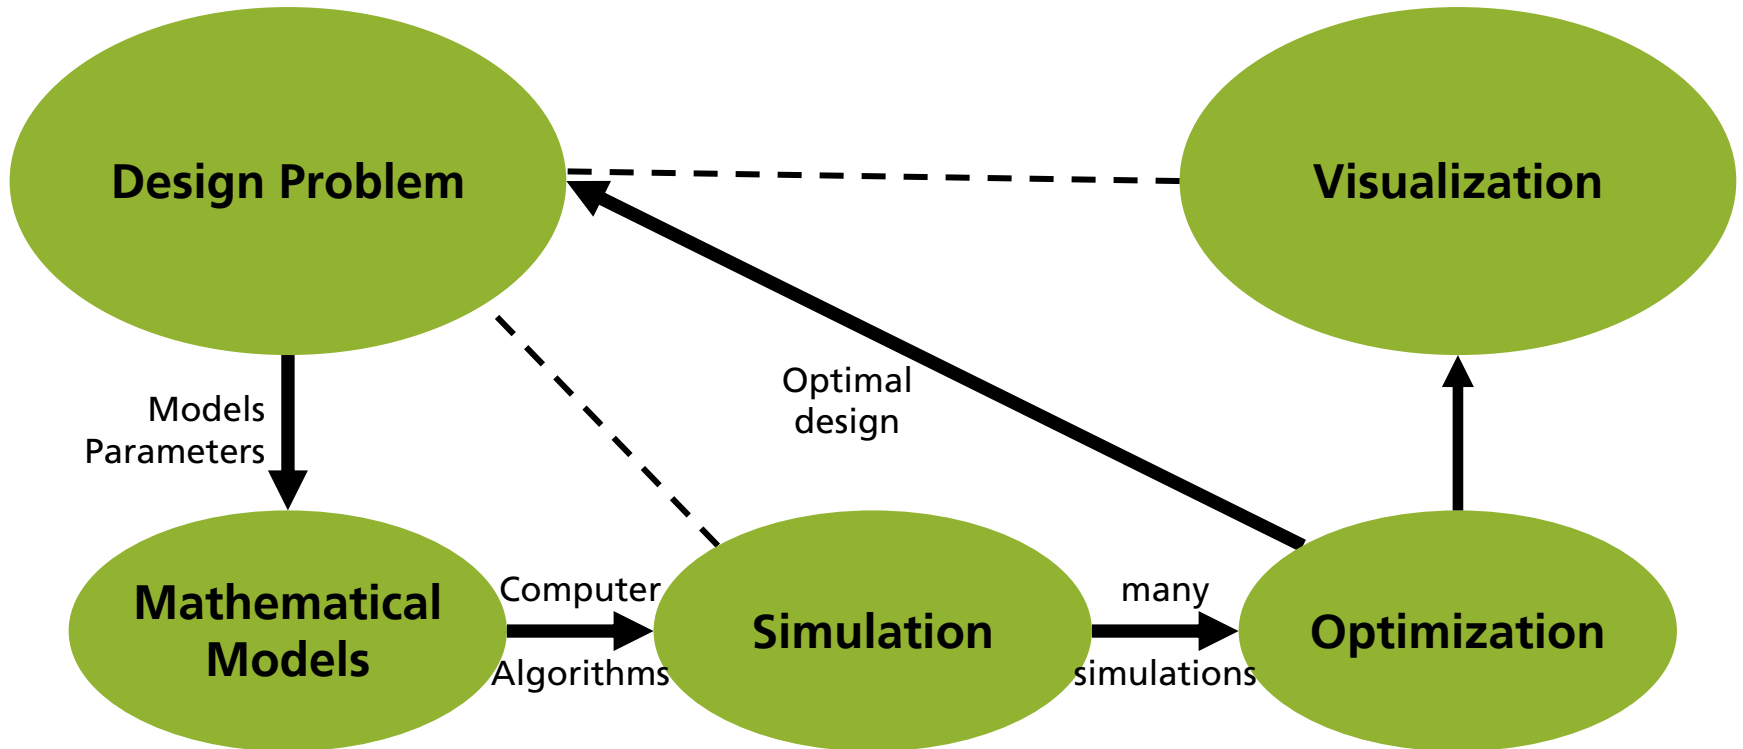 Design Problem
Visualization
Optimal
design
Models
Parameters
Mathematical
Models
Computer
Algorithms
Simulation
many
simulations
Optimization